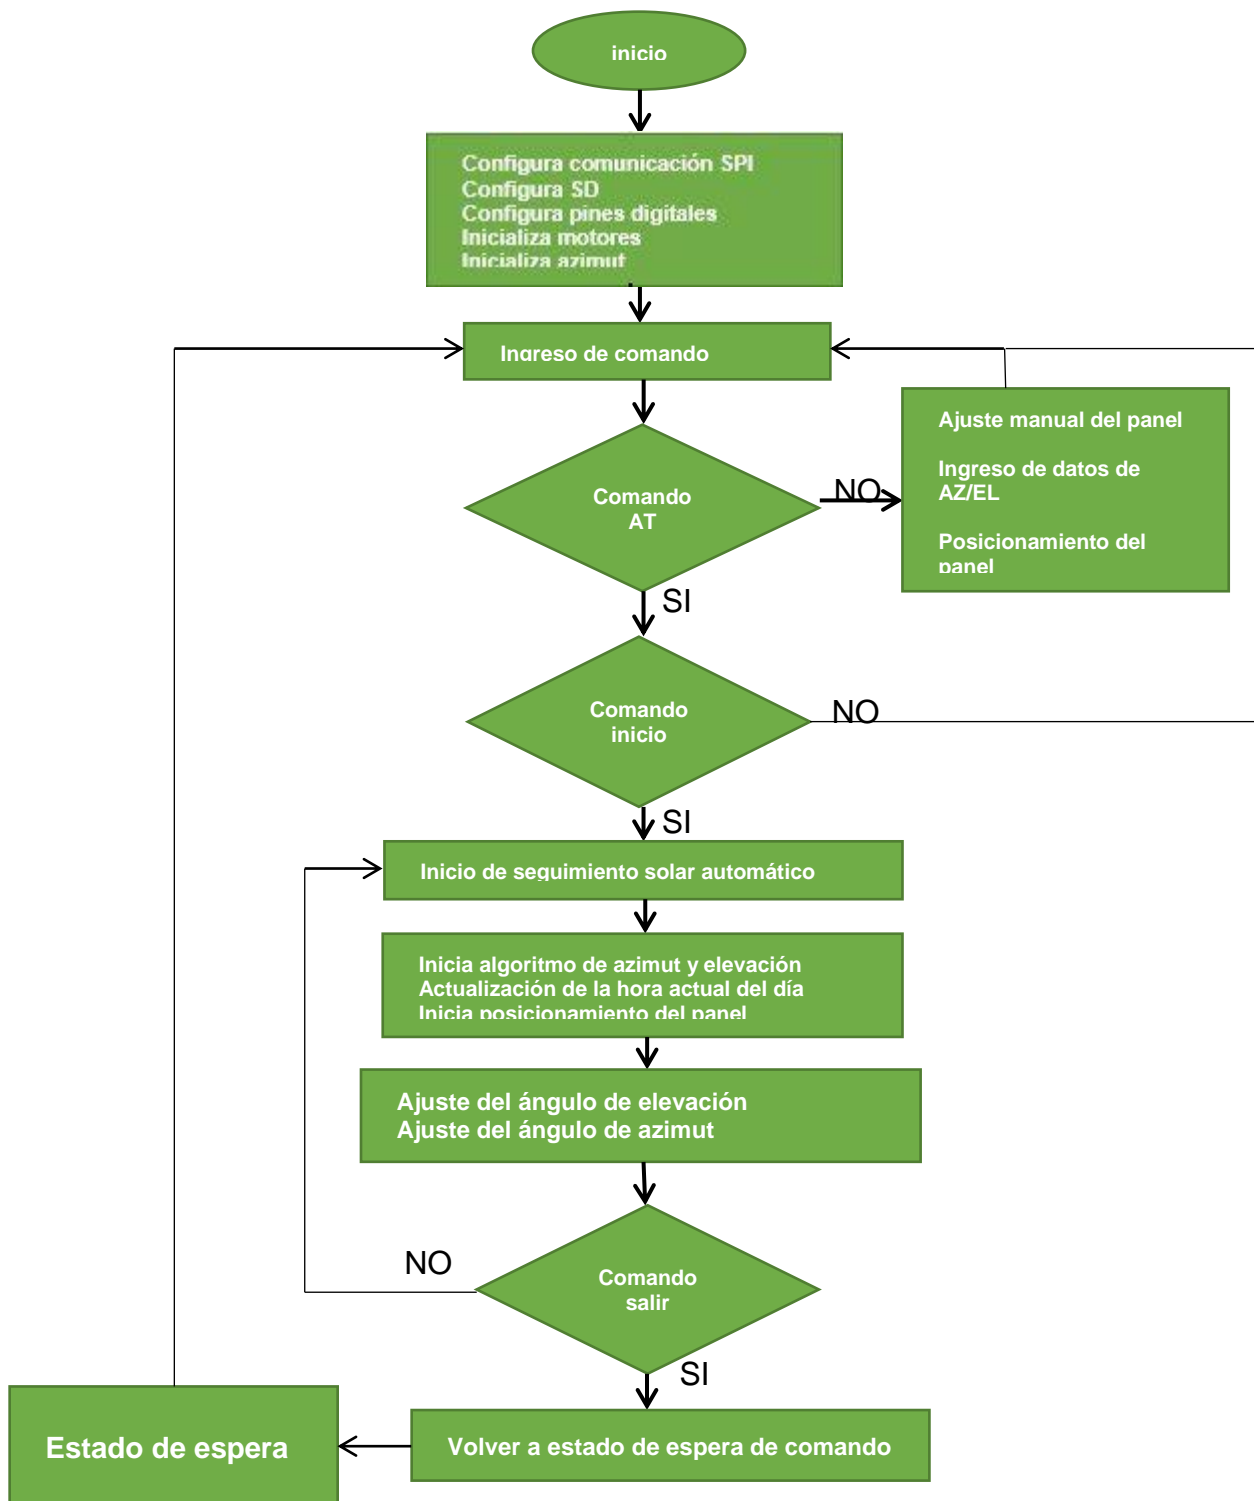 inicio
Configura comunicación SPI
Configura SD
Configura pines digitales
Inicializa motores
Inicializa azimut
Ingreso de comando
Comando
AT
NO
Ajuste manual del panel
Ingreso de datos de
AZ/EL
Posicionamiento del
panel
SI
Comando
inicio
NO
SI
Inicio de seguimiento solar automático
Inicia algoritmo de azimut y elevación
Actualización de la hora actual del día
Inicia posicionamiento del panel
Ajuste del ángulo de elevación
Ajuste del ángulo de azimut
NO
Comando
salir
SI
Volver a estado de espera de comando
Estado de espera